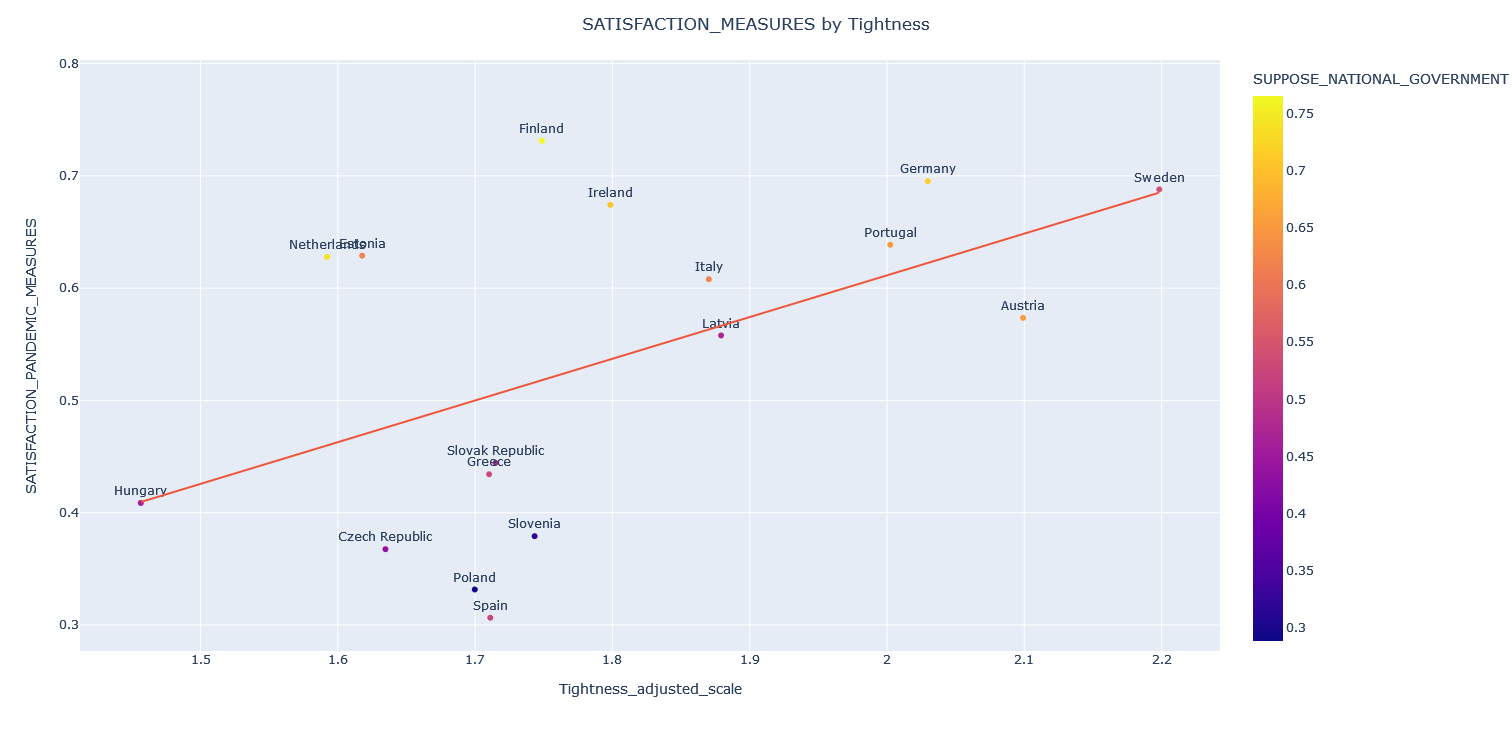 SATISFACTION_MEASURES by Tightness
SUPPOSE_NATIONAL_GOVERNMENT
SATISFACTION_PANDEMIC_MEASURES
0.8
0.7
0.6
0.5
0.4
0.3
Finland
Germany
Sweden
Ireland
Portugal
Netherlands
Estonia
Italy
Austria
Latvia
Slovak Republic
Greece
Hungary
Slovenia
Czech Republic
Poland
Spain
1.5
1.6
1.7
1.8
1.9
2
2.1
2.2
Tightness_adjusted_scale
0.75
0.7
0.65
0.6
0.55
0.5
0.45
0.4
0.35
0.3